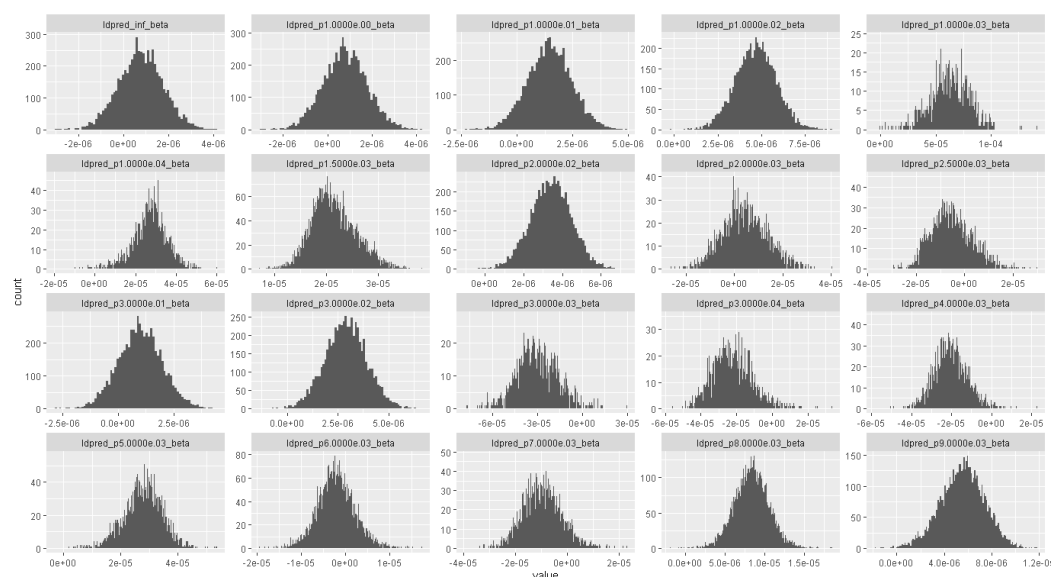 ldpred_inf_beta ldpred_p1.0000e.00_beta ldpred_p1.0000e.01_beta ldpred_p1.0000e.02_beta ldpred_p1.0000e.03_beta
300 300 200 25
200 200 200 150 20
100 100 100 100 15
50 10
5
0 0 0 0 0
-2e-06 0e+00 2e-06 4e-06 -2e-06 0e+00 2e-06 4e-06 -2.5e-06 0.0e+00 2.5e-06 5.0e-06 0.0e+00 2.5e-06 5.0e-06 7.5e-06 0e+00 5e-05 1e-04
ldpred_p1.0000e.04_beta ldpred_p1.5000e.03_beta ldpred_p2.0000e.02_beta ldpred_p2.0000e.03_beta ldpred_p2.5000e.03_beta
40 60 200 40 40
30 40 150 30 30
20 20 100 20 20
10 50 10 10
0 0 0 0 0
-2e-05 0e+00 2e-05 4e-05 6e-05 1e-05 2e-05 3e-05 0e+00 2e-06 4e-06 6e-06 -2e-05 0e+00 2e-05 4e-05 -4e-05 -2e-05 0e+00 2e-05
count
ldpred_p3.0000e.01_beta ldpred_p3.0000e.02_beta ldpred_p3.0000e.03_beta ldpred_p3.0000e.04_beta ldpred_p4.0000e.03_beta
200 250 20 30 40
100 200 10 20 30
150 10 20
100 10
50
0 0 0 0 0
-2.5e-06 0.0e+00 2.5e-06 0.0e+00 2.5e-06 5.0e-06 -6e-05 -3e-05 0e+00 3e-05 -6e-05 -4e-05 -2e-05 0e+00 2e-05 -6e-05 -4e-05 -2e-05 0e+00 2e-05
ldpred_p5.0000e.03_beta ldpred_p6.0000e.03_beta ldpred_p7.0000e.03_beta ldpred_p8.0000e.03_beta ldpred_p9.0000e.03_beta
40 80 50 100 150
20 60 40 50 100
40 30 50
20 20
10
0 0 0 0 0
0e+00 2e-05 4e-05 -2e-05 -1e-05 0e+00 1e-05 -4e-05 -2e-05 0e+00 2e-05 0.0e+00 5.0e-06 1.0e-05 1.5e-05 0.0e+00 4.0e-06 8.0e-06 1.2e-0
value